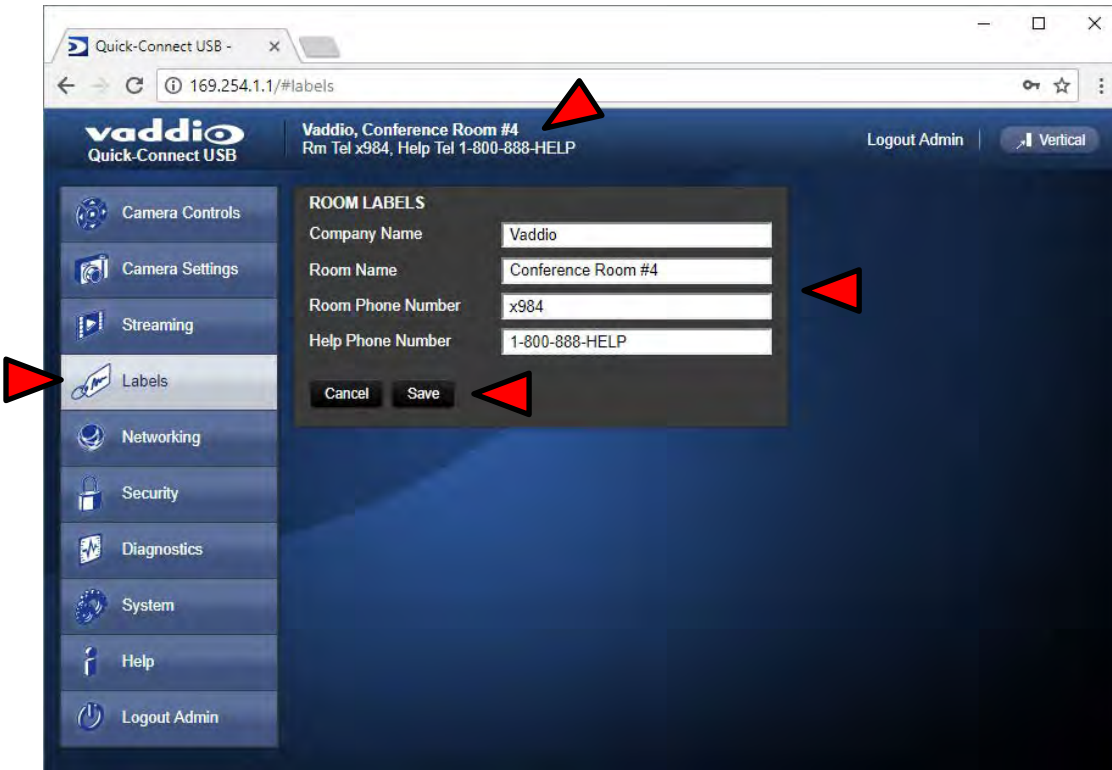 Quick-Connect USB -
169.254.1.1/#labels
vaddio
Quick-Connect USB
Vaddio, Conference Room #4
Rm Tel x984, Help Tel 1-800-888-HELP
Logout Admin
Vertical
Camera Controls
Camera Settings
Streaming
Labels
Networking
Security
Diagnostics
System
Help
Logout Admin
ROOM LABELS
Company Name Vaddio
Room Name Conference Room #4
Room Phone Number x984
Help Phone Number 1-800-888-HELP
Cancel Save